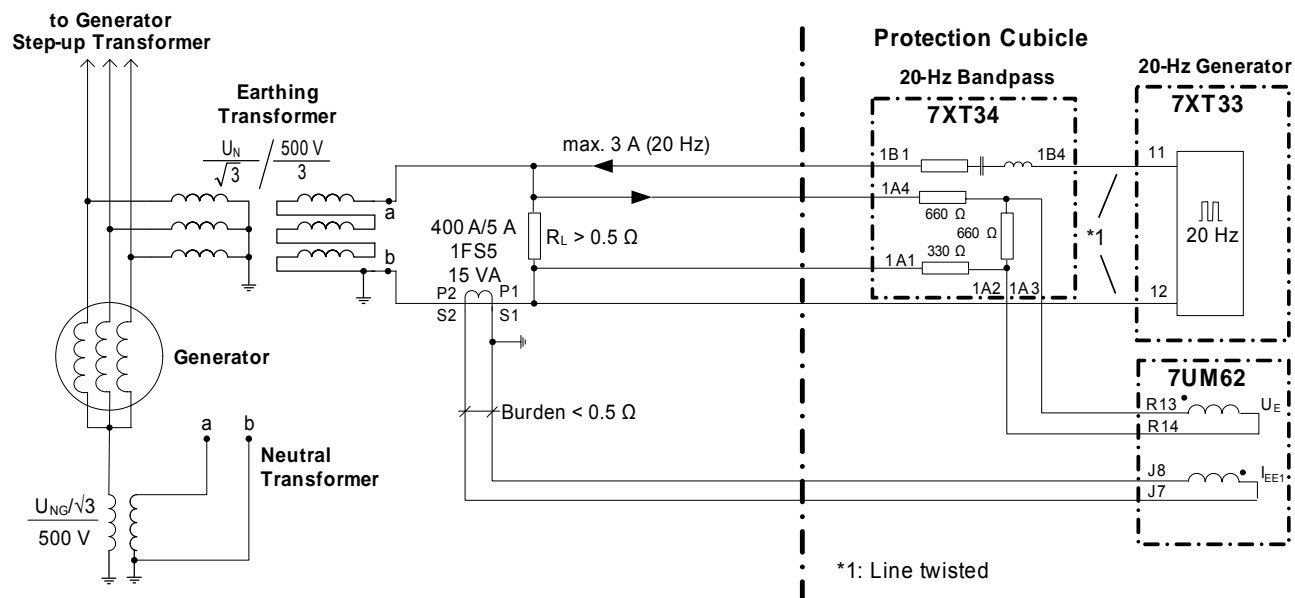 to Generator
Step-up Transformer
Protection Cubicle
20-Hz Bandpass
20-Hz Generator
7XT34
7XT33
Earthing
Transformer
U_N / √3 / 500 V / 3
max. 3 A (20 Hz)
1B1
1B4
11
1A4
660 Ω
660 Ω
330 Ω
1A1
1A2
1A3
*1
20 Hz
12
a
b
400 A/5 A
1FS5
15 VA
R_L > 0.5 Ω
P2
P1
S2
S1
Generator
7UM62
R13
U_E
R14
Burden < 0.5 Ω
a
b
Neutral
Transformer
J8
I_EE1
J7
U_NG/√3
500 V
*1: Line twisted